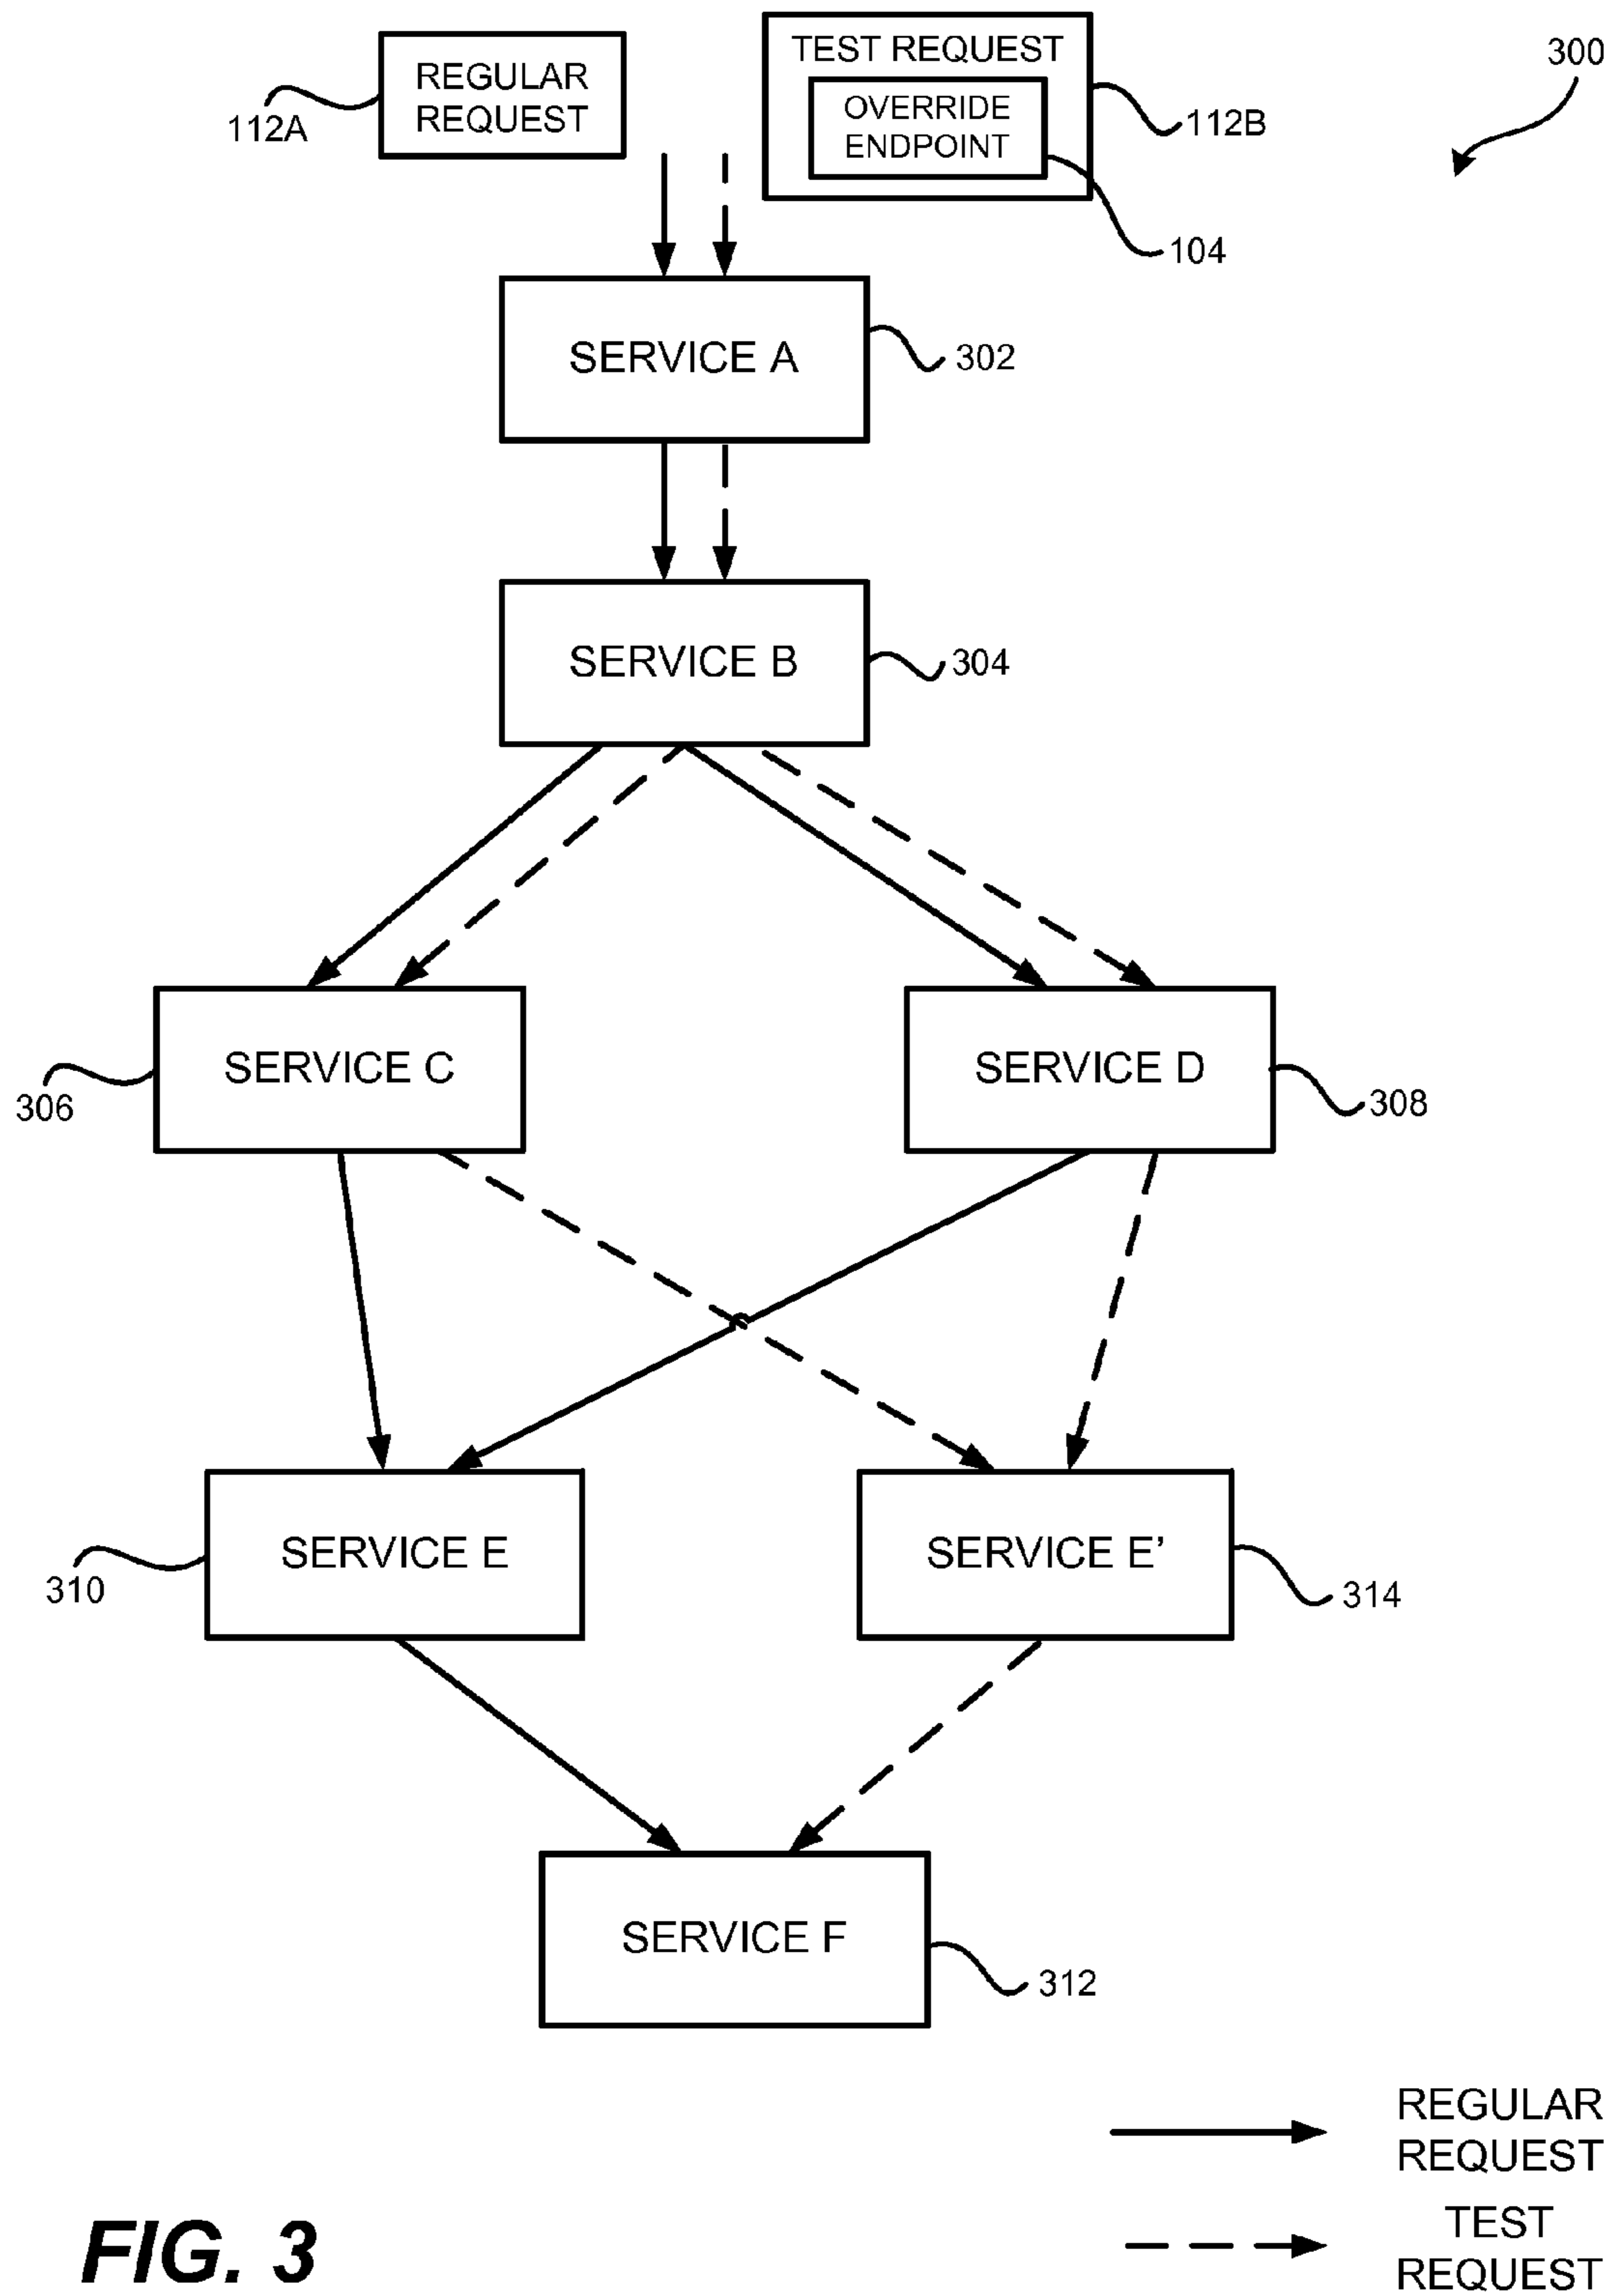 REGULAR
REQUEST
112A
TEST REQUEST
OVERRIDE
ENDPOINT
112B
104
300
SERVICE A
302
SERVICE B
304
SERVICE C
306
SERVICE D
308
SERVICE E
310
SERVICE E’
314
SERVICE F
312
REGULAR
REQUEST
TEST
REQUEST
FIG. 3